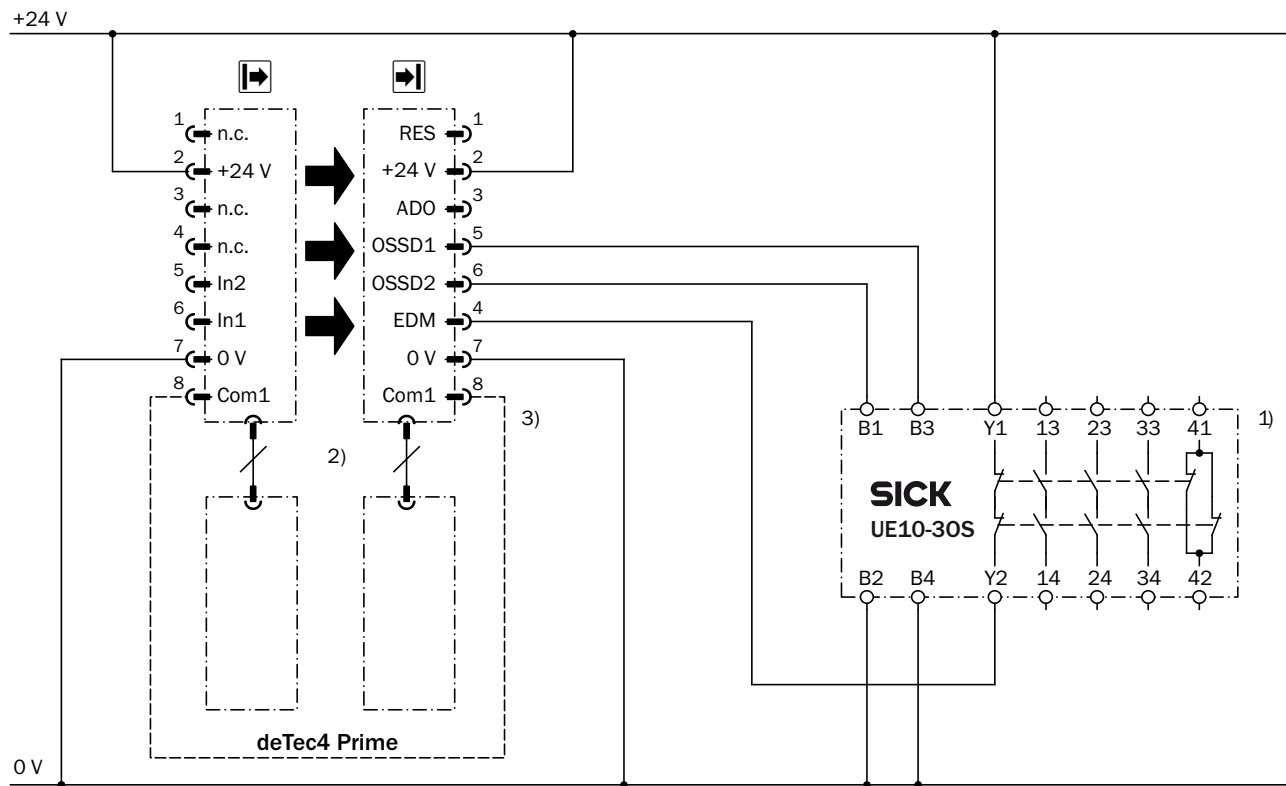 +24 V
1 n.c.
2 +24 V
3 n.c.
4 n.c.
5 In2
6 In1
7 0 V
8 Com1
RES 1
+24 V 2
ADO 3
OSSD1 5
OSSD2 6
EDM 4
0 V 7
Com1 8
3)
2)
deTec4 Prime
B1 B3 Y1 13 23 33 41
1)
SICK
UE10-30S
B2 B4 Y2 14 24 34 42
0 V